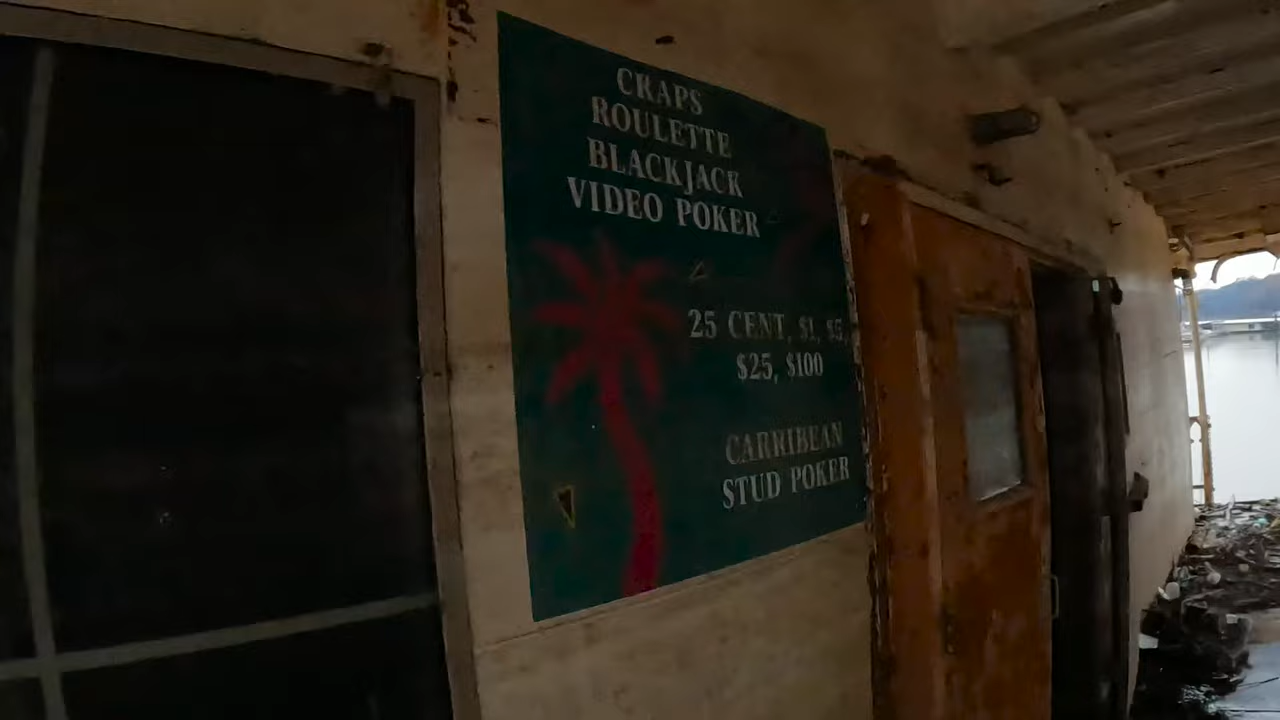 CRAPS
ROULETTE
BLACKJACK
VIDEO POKER
25 CENT, $1, $5,
$25, $100
CARRIBEAN
STUD POKER